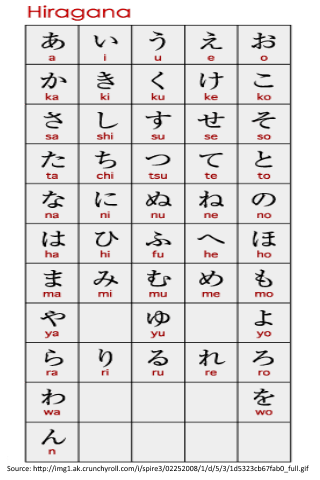 Hiragana
あ い う え お
a i u e o
か き く け こ
ka ki ku ke ko
さ し す せ そ
sa shi su se so
た ち つ て と
ta chi tsu te to
な に ぬ ね の
na ni nu ne no
は ひ ふ へ ほ
ha hi fu he ho
ま み む め も
ma mi mu me mo
や ゆ よ
ya yu yo
ら り る れ ろ
ra ri ru re ro
わ を
wa wo
ん
n
Source: http://img1.ak.crunchyroll.com/i/spire3/02252008/1/d/5/3/1d5323cb67fab0_full.gif